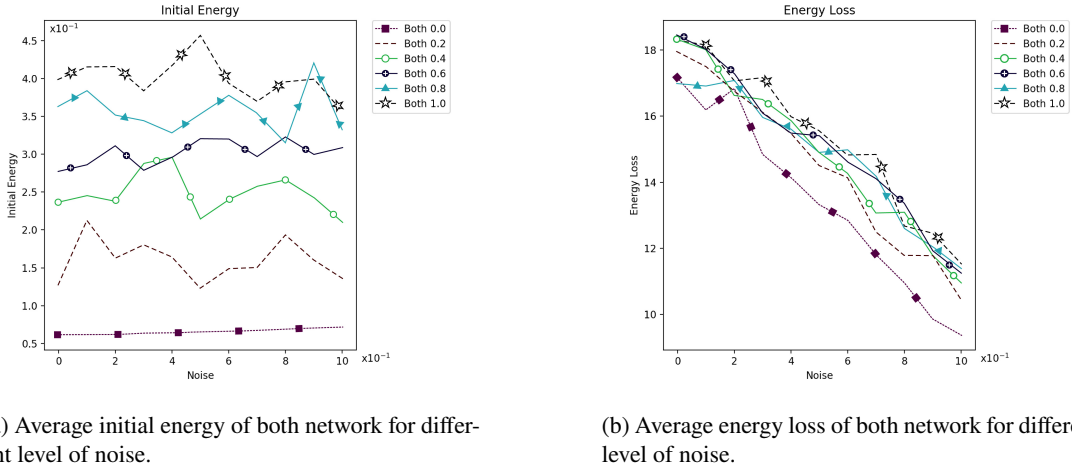 Initial Energy
x10⁻¹
4.5
4.0
3.5
3.0
2.5
2.0
1.5
1.0
0.5
Initial Energy
0 2 4 6 8 10
x10⁻¹
Noise
Both 0.0
Both 0.2
Both 0.4
Both 0.6
Both 0.8
Both 1.0
Energy Loss
18
16
14
12
10
Energy Loss
0 2 4 6 8 10
x10⁻¹
Noise
Both 0.0
Both 0.2
Both 0.4
Both 0.6
Both 0.8
Both 1.0
) Average initial energy of both network for differ-
nt level of noise.
(b) Average energy loss of both network for differe
level of noise.